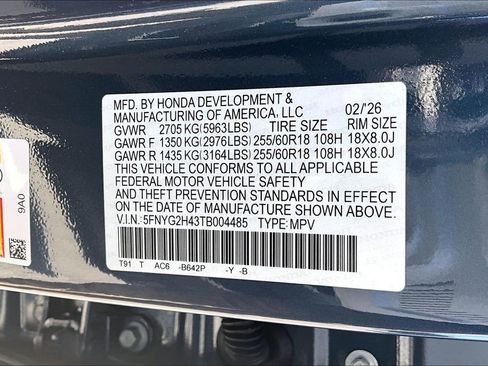 MFD. BY HONDA DEVELOPMENT &
MANUFACTURING OF AMERICA, LLC 02/26
GVWR 2705 KG(5963LBS) TIRE SIZE RIM SIZE
GAWR F 1350 KG(2976LBS) 255/60R18 108H 18X8.0J
GAWR R 1435 KG(3164LBS) 255/60R18 108H 18X8.0J
THIS VEHICLE CONFORMS TO ALL APPLICABLE
FEDERAL MOTOR VEHICLE SAFETY
AND THEFT PREVENTION STANDARDS IN EFFECT
ON THE DATE OF MANUFACTURE SHOWN ABOVE.
V.I.N.: 5FNYG2H43TB004485 TYPE: MPV
T91 T AC6 -B642P -Y -B
9A0